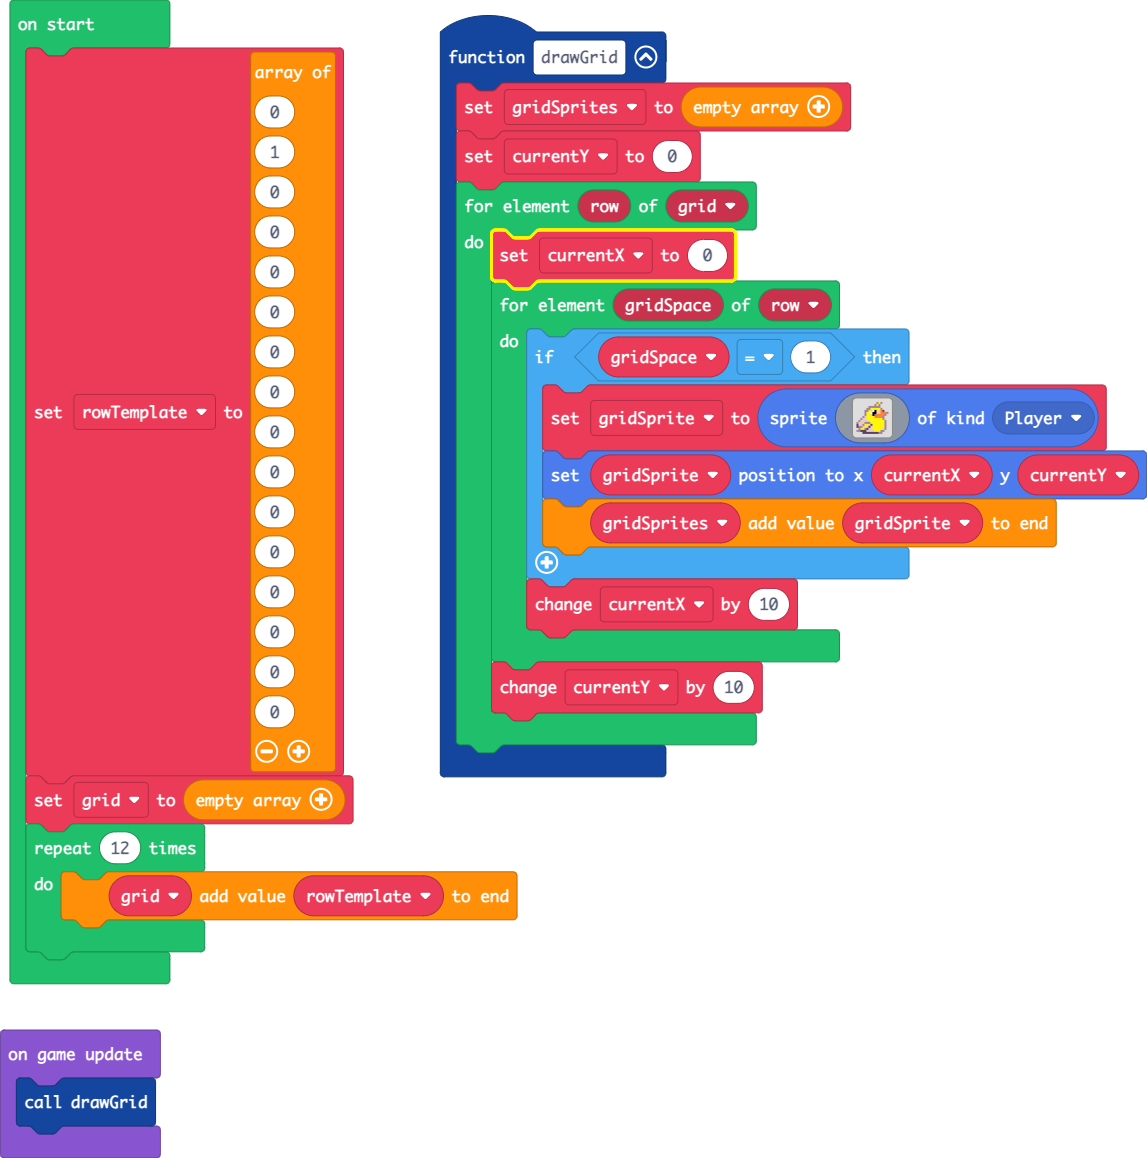 on start
set rowTemplate to
array of
0
1
0
0
0
0
0
0
0
0
0
0
0
0
0
0
set grid to empty array
repeat 12 times
do
grid add value rowTemplate to end
on game update
call drawGrid
function drawGrid
set gridSprites to empty array
set currentY to 0
for element row of grid
do set currentX to 0
for element gridSpace of row
do
if gridSpace = 1 then
set gridSprite to sprite of kind Player
set gridSprite position to x currentX y currentY
gridSprites add value gridSprite to end
change currentX by 10
change currentY by 10